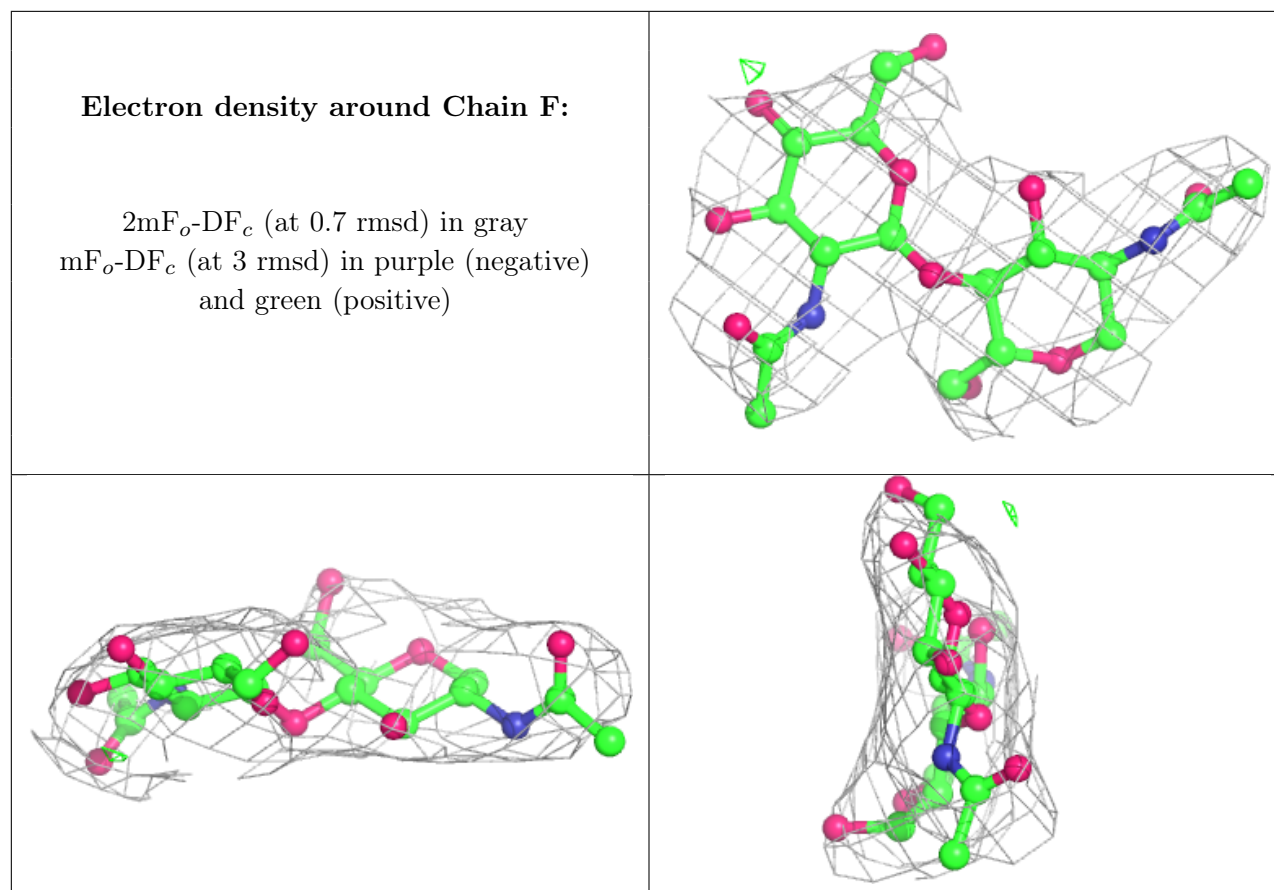 Electron density around Chain F:
2mFₒ-DF𝒸 (at 0.7 rmsd) in gray
mFₒ-DF𝒸 (at 3 rmsd) in purple (negative)
and green (positive)